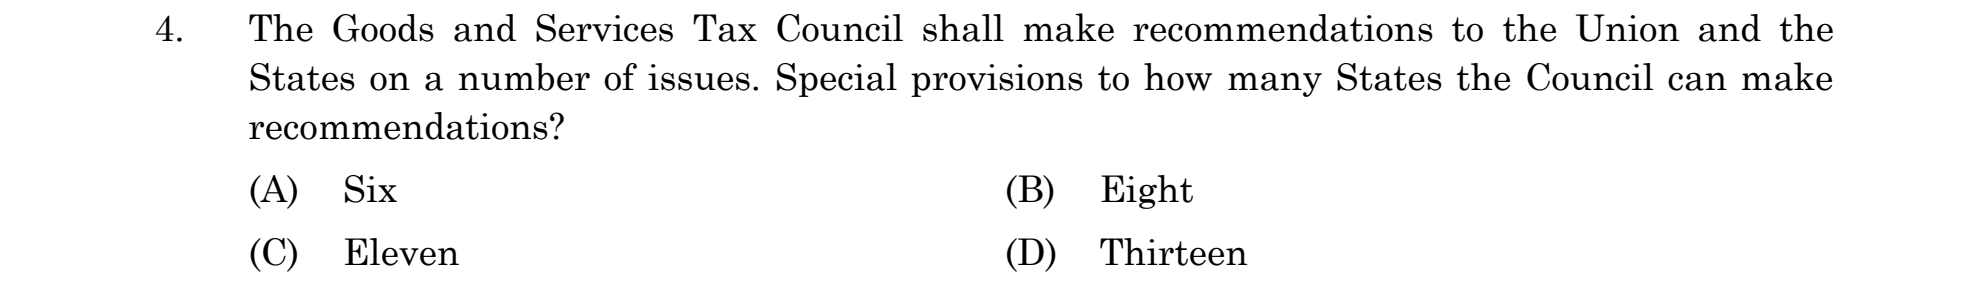 4. The Goods and Services Tax Council shall make recommendations to the Union and the
States on a number of issues. Special provisions to how many States the Council can make
recommendations?
(A) Six (B) Eight
(C) Eleven (D) Thirteen